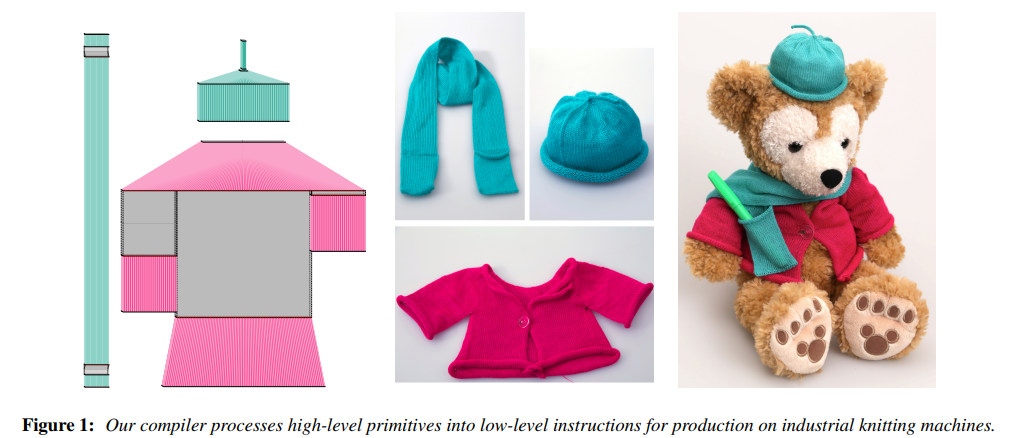 Figure 1: Our compiler processes high-level primitives into low-level instructions for production on industrial knitting machines.